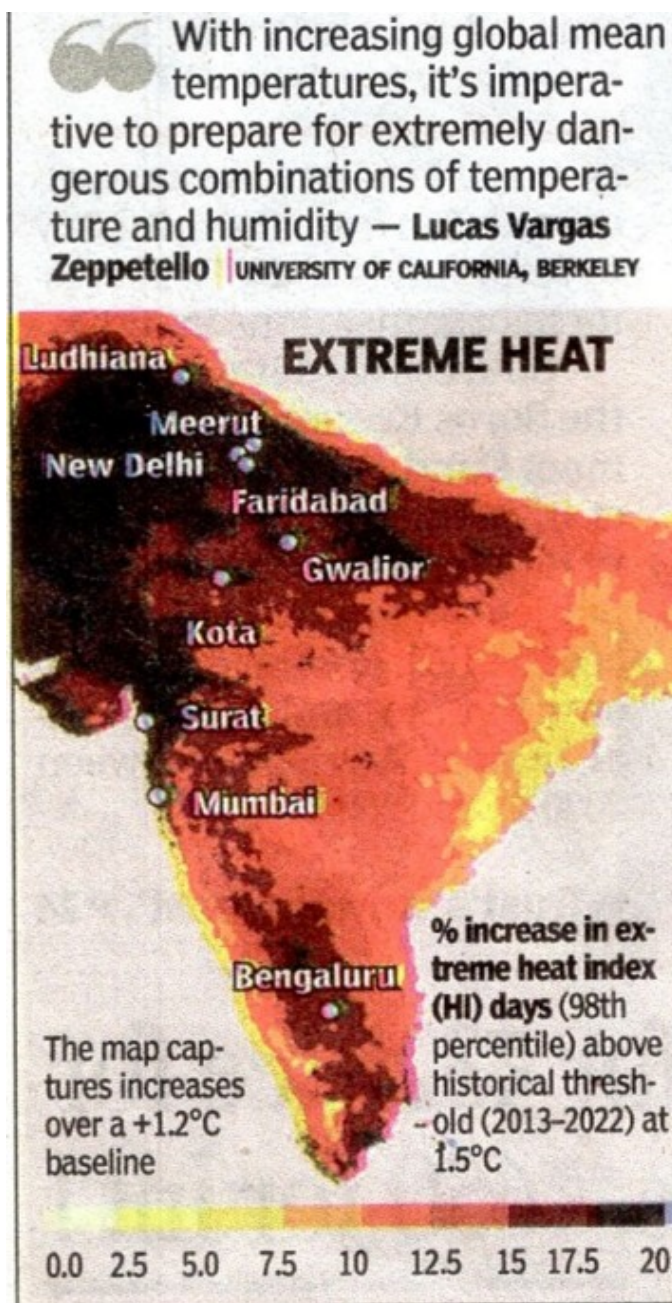 With increasing global mean
temperatures, it's impera-
tive to prepare for extremely dan-
gerous combinations of tempera-
ture and humidity — Lucas Vargas
Zeppetello | UNIVERSITY OF CALIFORNIA, BERKELEY
EXTREME HEAT
Ludhiana
Meerut
New Delhi
Faridabad
Gwalior
Kota
Surat
Mumbai
Bengaluru
% increase in ex-
treme heat index
(HI) days (98th
percentile) above
historical thresh-
old (2013–2022) at
1.5°C
The map cap-
tures increases
over a +1.2°C
baseline
0.0 2.5 5.0 7.5 10 12.5 15 17.5 20